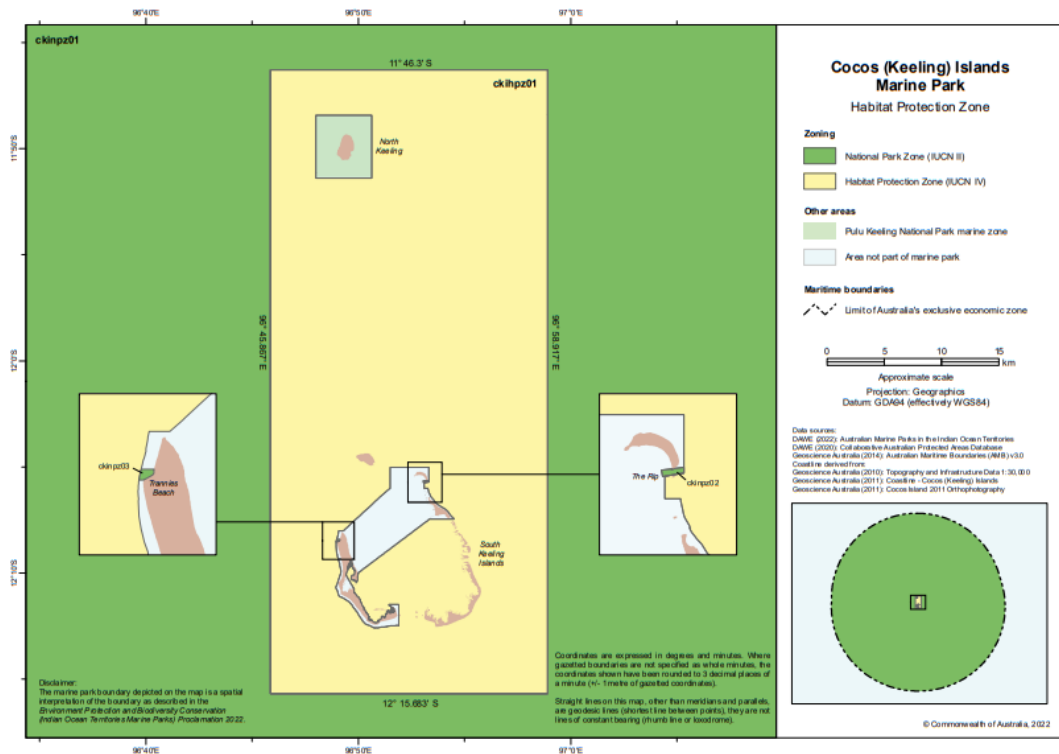 96°40'E
96°50'E
97°0'E
ckinpz01
11° 46.3' S
ckihpz01
North
Keeling
11°50'S
96° 45.867' E
96° 58.917' E
12°0'S
ckinpz03
Trannies
Beach
The Rip
ckinpz02
South
Keeling
Islands
12°10'S
12° 15.683' S
Disclaimer:
The marine park boundary depicted on the map is a spatial
interpretation of the boundary as described in the
Environment Protection and Biodiversity Conservation
(Indian Ocean Territories Marine Parks) Proclamation 2022.
Coordinates are expressed in degrees and minutes. Where
gazetted boundaries are not specified as whole minutes, the
coordinates shown have been rounded to 3 decimal places of
a minute (+/- 1 metre of gazetted coordinates).
Straight lines on this map, other than meridians and parallels,
are geodesic lines (shortest line between points), they are not
lines of constant bearing (rhumb line or loxodrome).
96°40'E
96°50'E
97°0'E
Cocos (Keeling) Islands
Marine Park
Habitat Protection Zone
Zoning
National Park Zone (IUCN II)
Habitat Protection Zone (IUCN IV)
Other areas
Pulu Keeling National Park marine zone
Area not part of marine park
Maritime boundaries
Limit of Australia's exclusive economic zone
0 5 10 15
km
Approximate scale
Projection: Geographics
Datum: GDA94 (effectively WGS84)
Data sources:
DAWE (2022): Australian Marine Parks in the Indian Ocean Territories
DAWE (2020): Collaborative Australian Protected Areas Database
Geoscience Australia (2014): Australian Maritime Boundaries (AMB) v3.0
Coastline derived from:
Geoscience Australia (2010): Topography and Infrastructure Data 1:30,000
Geoscience Australia (2011): Coastline - Cocos (Keeling) Islands
Geoscience Australia (2011): Cocos Island 2011 Orthophotography
© Commonwealth of Australia, 2022